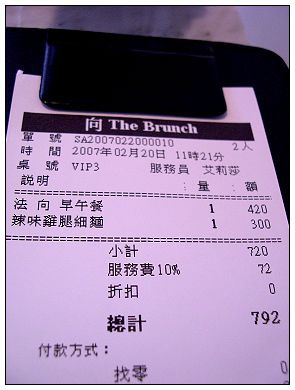 向 The Brunch
單 號 SA2007022000010 2人
時 間 2007年02月20日 11時21分
桌 號 VIP3 服務員 艾莉莎
說明 : 量 : 額
法 向 早午餐 1 420
辣味雞腿細麵 1 300
小計 720
服務費10% 72
折扣 0
總計 792
付款方式:
找零 0